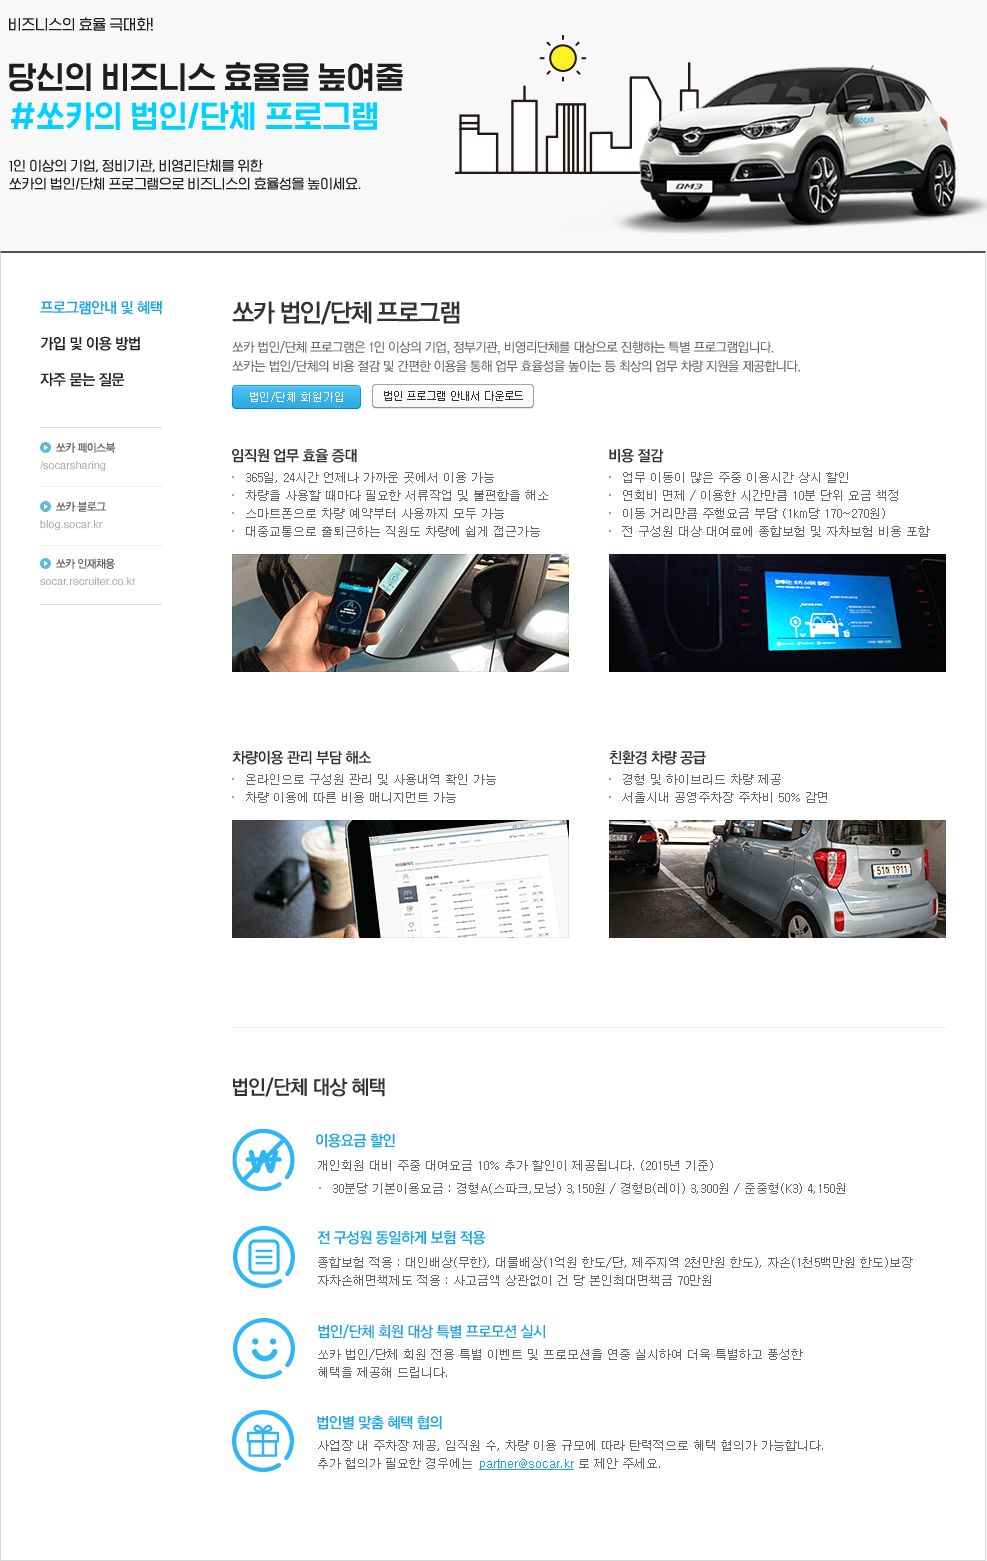 비즈니스의 효율 극대화!
당신의 비즈니스 효율을 높여줄
#쏘카의 법인/단체 프로그램
1인 이상의 기업, 정비기관, 비영리단체를 위한
쏘카의 법인/단체 프로그램으로 비즈니스의 효율성을 높이세요.
SOCAR
QM3
프로그램안내 및 혜택
가입 및 이용 방법
자주 묻는 질문
쏘카 페이스북
/socarsharing
쏘카 블로그
blog.socar.kr
쏘카 인재채용
socar.recruiter.co.kr
쏘카 법인/단체 프로그램
쏘카 법인/단체 프로그램은 1인 이상의 기업, 정부기관, 비영리단체를 대상으로 진행하는 특별 프로그램입니다.
쏘카는 법인/단체의 비용 절감 및 간편한 이용을 통해 업무 효율성을 높이는 등 최상의 업무 차량 지원을 제공합니다.
법인/단체 회원가입
법인 프로그램 안내서 다운로드
임직원 업무 효율 증대
· 365일, 24시간 언제나 가까운 곳에서 이용 가능
· 차량을 사용할 때마다 필요한 서류작업 및 불편함을 해소
· 스마트폰으로 차량 예약부터 사용까지 모두 가능
· 대중교통으로 출퇴근하는 직원도 차량에 쉽게 접근가능
비용 절감
· 업무 이동이 많은 주중 이용시간 상시 할인
· 연회비 면제 / 이용한 시간만큼 10분 단위 요금 책정
· 이동 거리만큼 주행요금 부담 (1km당 170~270원)
· 전 구성원 대상 대여료에 종합보험 및 자차보험 비용 포함
함께하는 쏘카 스마트 캠페인
차량이용 관리 부담 해소
· 온라인으로 구성원 관리 및 사용내역 확인 가능
· 차량 이용에 따른 비용 매니지먼트 가능
친환경 차량 공급
· 경형 및 하이브리드 차량 제공
· 서울시내 공영주차장 주차비 50% 감면
KIA
51허 1911
법인/단체 대상 혜택
이용요금 할인
개인회원 대비 주중 대여요금 10% 추가 할인이 제공됩니다. (2015년 기준)
· 30분당 기본이용요금 : 경형A(스파크,모닝) 3,150원 / 경형B(레이) 3,300원 / 준중형(K3) 4,150원
전 구성원 동일하게 보험 적용
종합보험 적용 : 대인배상(무한), 대물배상(1억원 한도/단, 제주지역 2천만원 한도), 자손(1천5백만원 한도)보장
자차손해면책제도 적용 : 사고금액 상관없이 건 당 본인최대면책금 70만원
법인/단체 회원 대상 특별 프로모션 실시
쏘카 법인/단체 회원 전용 특별 이벤트 및 프로모션을 연중 실시하여 더욱 특별하고 풍성한
혜택을 제공해 드립니다.
법인별 맞춤 혜택 협의
사업장 내 주차장 제공, 임직원 수, 차량 이용 규모에 따라 탄력적으로 혜택 협의가 가능합니다.
추가 협의가 필요한 경우에는 partner@socar.kr 로 제안 주세요.